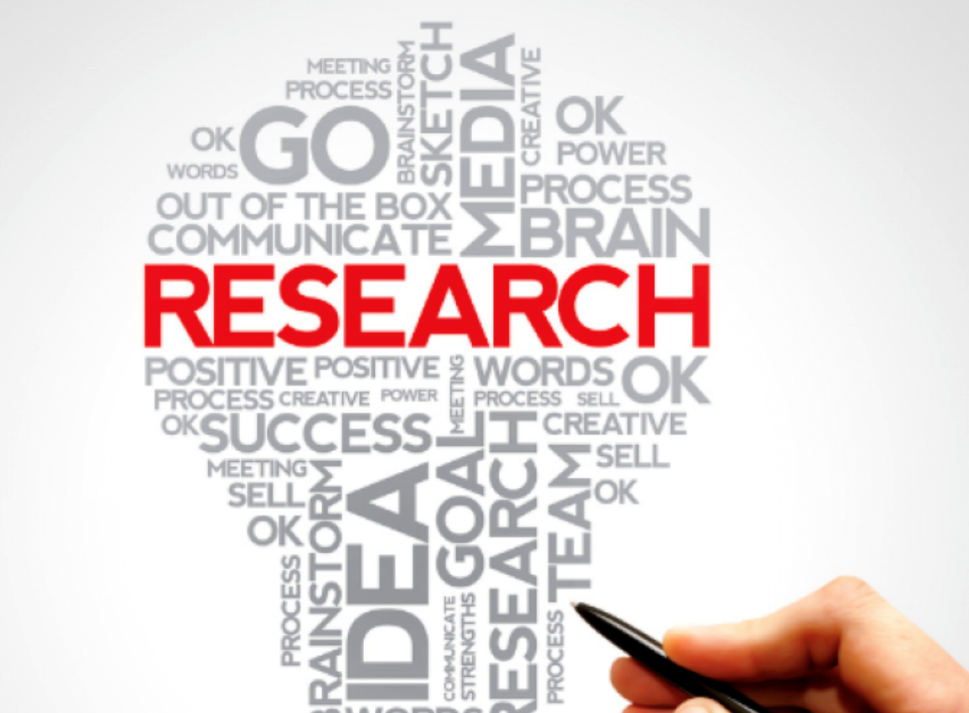 MEETING
PROCESS
BRAINSTORM
SKETCH
MEDIA
CREATIVE
OK
GO
WORDS
OK
POWER
OUT OF THE BOX
COMMUNICATE
PROCESS
BRAIN
RESEARCH
POSITIVE POSITIVE
MEETING
WORDS OK
PROCESS CREATIVE POWER
PROCESS SELL
OK SUCCESS
CREATIVE
MEETING
SELL
OK
PROCESS
BRAINSTORM
IDEA
GOAL
RESEARCH
TEAM
SELL
OK
COMMUNICATE
STRENGTHS
PROCESS
WORDS